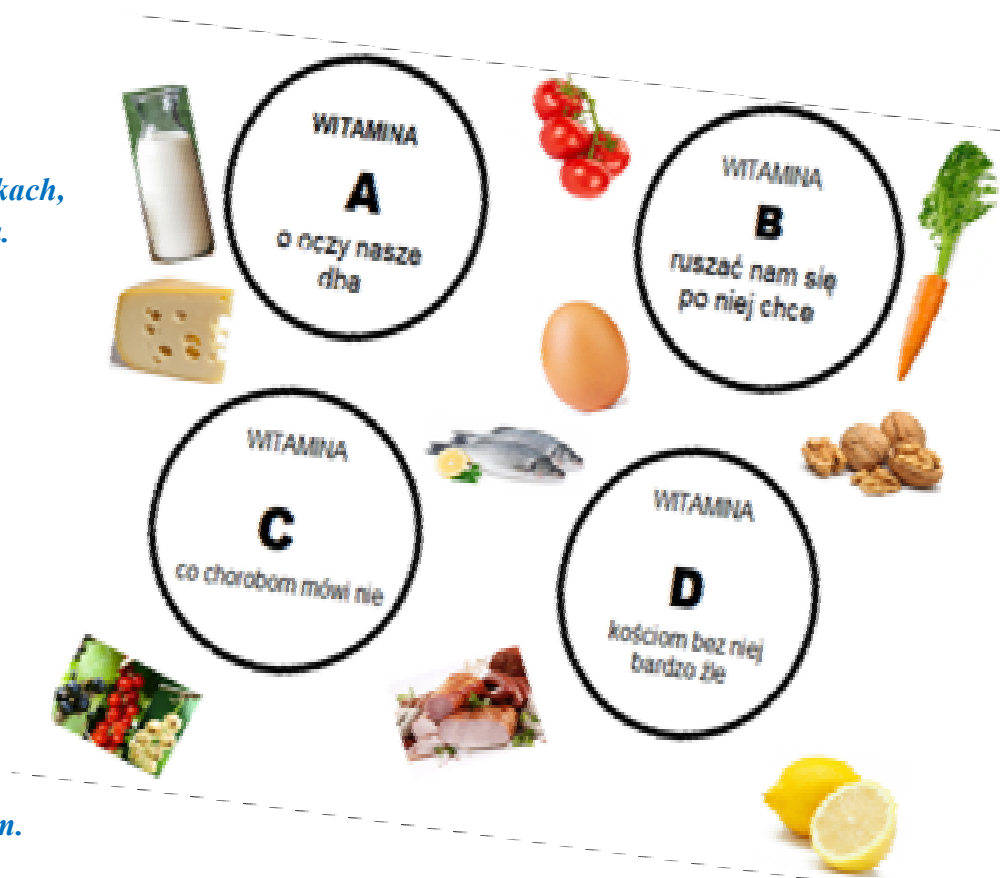 kach,
WITAMINA
A
o oczy nasze
dba
WITAMINA
B
ruszać nam się
po niej chce
WITAMINA
C
co chorobom mówi nie
WITAMINA
D
kościom bez niej
bardzo źle